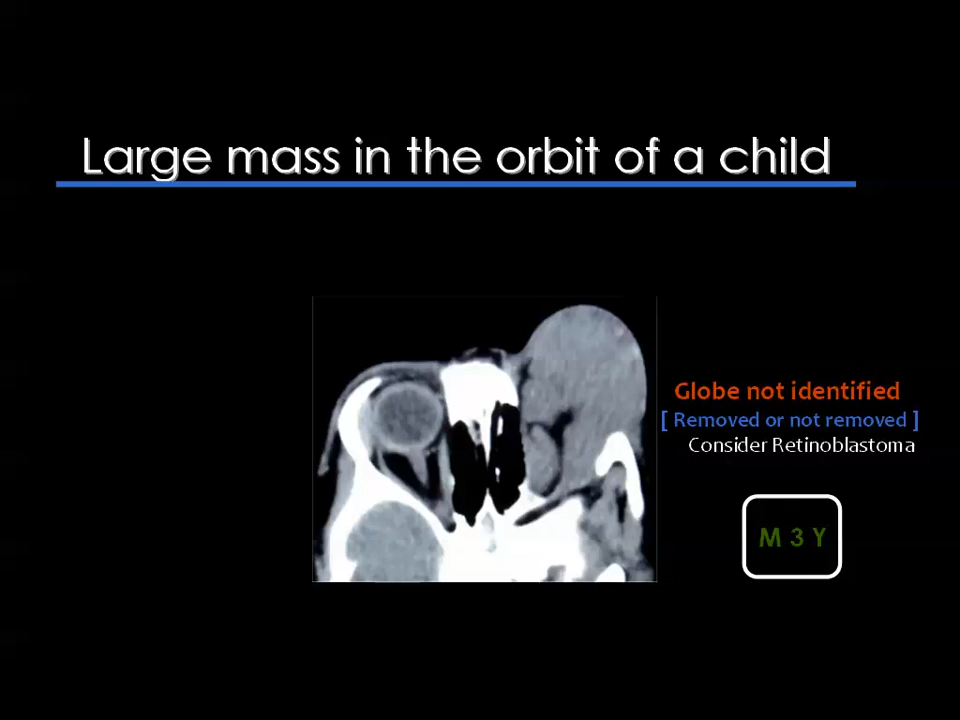 Large mass in the orbit of a child
Globe not identified
[ Removed or not removed ]
Consider Retinoblastoma
M 3 Y